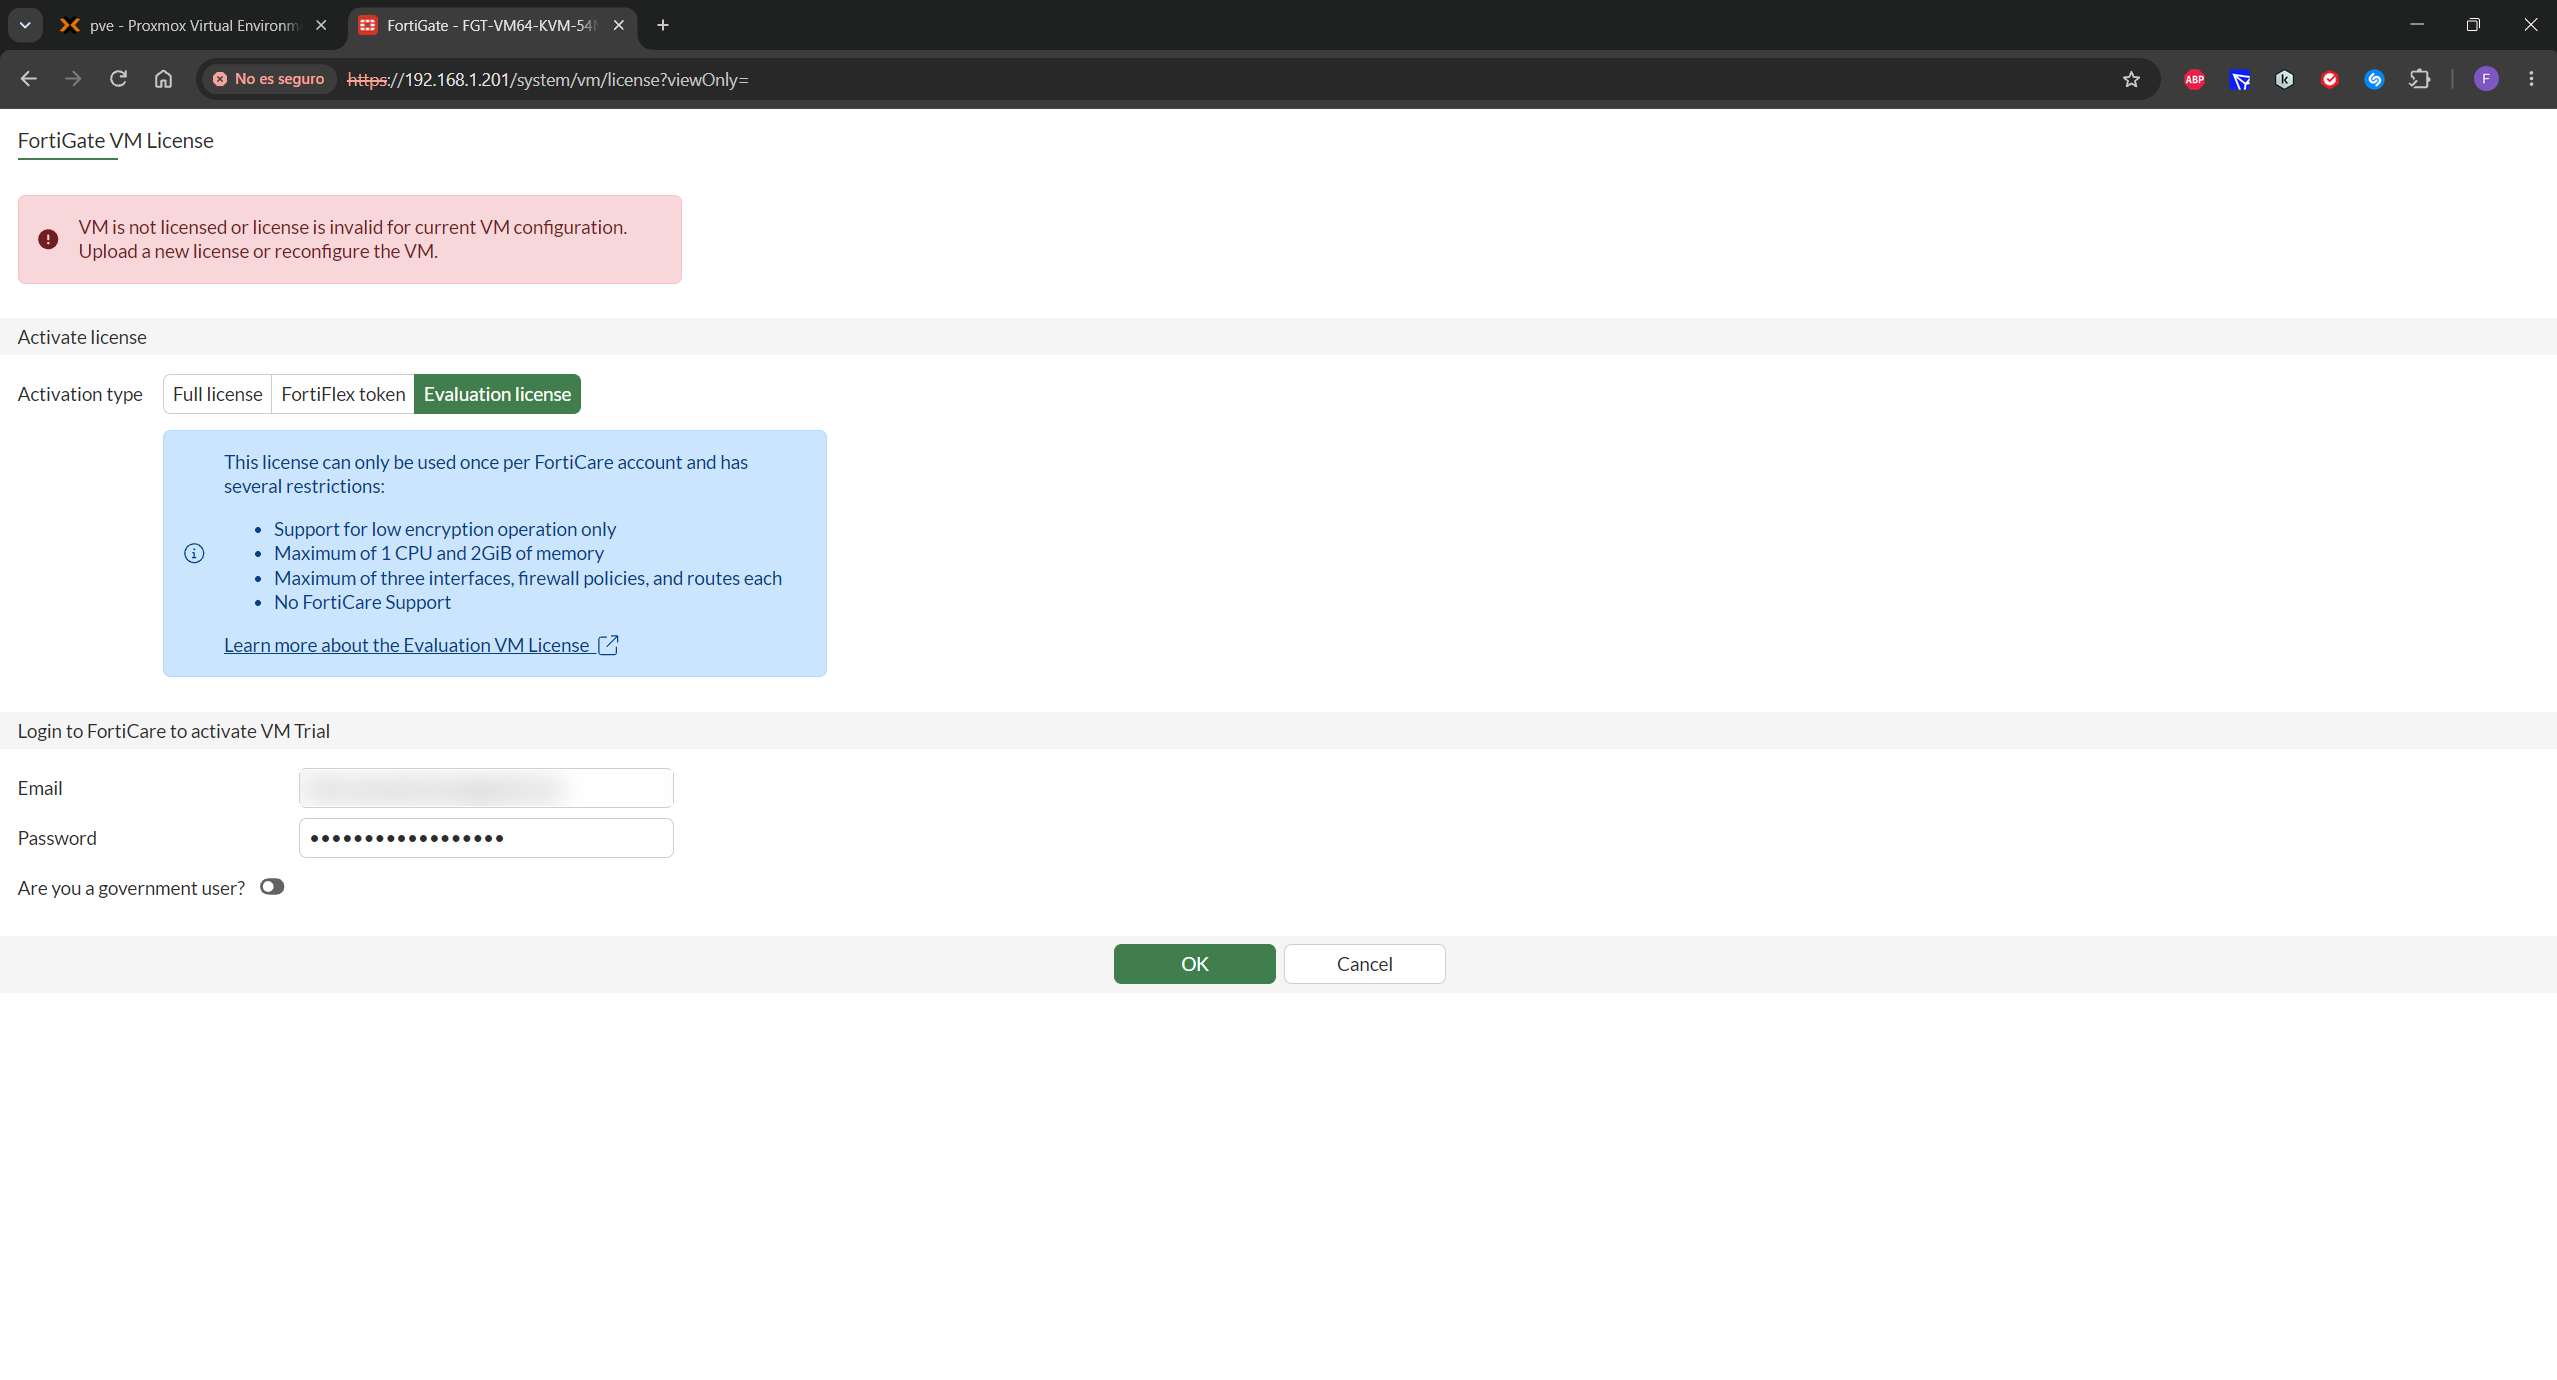 pve - Proxmox Virtual Environm
FortiGate - FGT-VM64-KVM-54
No es seguro
https://192.168.1.201/system/vm/license?viewOnly=
ABP
k
F
FortiGate VM License
VM is not licensed or license is invalid for current VM configuration.
Upload a new license or reconfigure the VM.
Activate license
Activation type
Full license
FortiFlex token
Evaluation license
This license can only be used once per FortiCare account and has
several restrictions:
• Support for low encryption operation only
• Maximum of 1 CPU and 2GiB of memory
• Maximum of three interfaces, firewall policies, and routes each
• No FortiCare Support
Learn more about the Evaluation VM License
Login to FortiCare to activate VM Trial
Email
Password
••••••••••••••••••
Are you a government user?
OK
Cancel